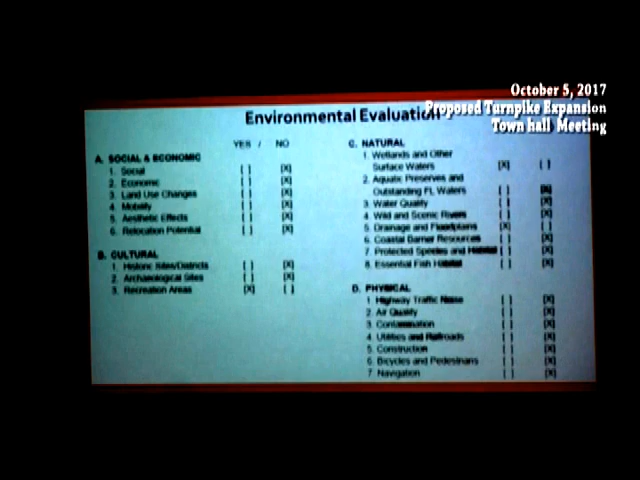 October 5, 2017
Proposed Turnpike Expansion
Town hall Meeting
Environmental Evaluation
YES / NO
A. SOCIAL & ECONOMIC
1. Social [ ] [X]
2. Economic [ ] [X]
3. Land Use Changes [ ] [X]
4. Mobility [ ] [X]
5. Aesthetic Effects [ ] [X]
6. Relocation Potential [ ] [X]
B. CULTURAL
1. Historic Sites/Districts [ ] [X]
2. Archaeological Sites [ ] [X]
3. Recreation Areas [X] [ ]
C. NATURAL
1. Wetlands and Other
Surface Waters [X] [ ]
2. Aquatic Preserves and
Outstanding FL Waters [ ] [X]
3. Water Quality [ ] [X]
4. Wild and Scenic Rivers [ ] [X]
5. Drainage and Floodplains [X] [ ]
6. Coastal Barrier Resources [ ] [X]
7. Protected Species and Habitat [ ] [X]
8. Essential Fish Habitat [ ] [X]
D. PHYSICAL
1. Highway Traffic Noise [ ] [X]
2. Air Quality [ ] [X]
3. Contamination [ ] [X]
4. Utilities and Railroads [ ] [X]
5. Construction [ ] [X]
6. Bicycles and Pedestrians [ ] [X]
7. Navigation [ ] [X]